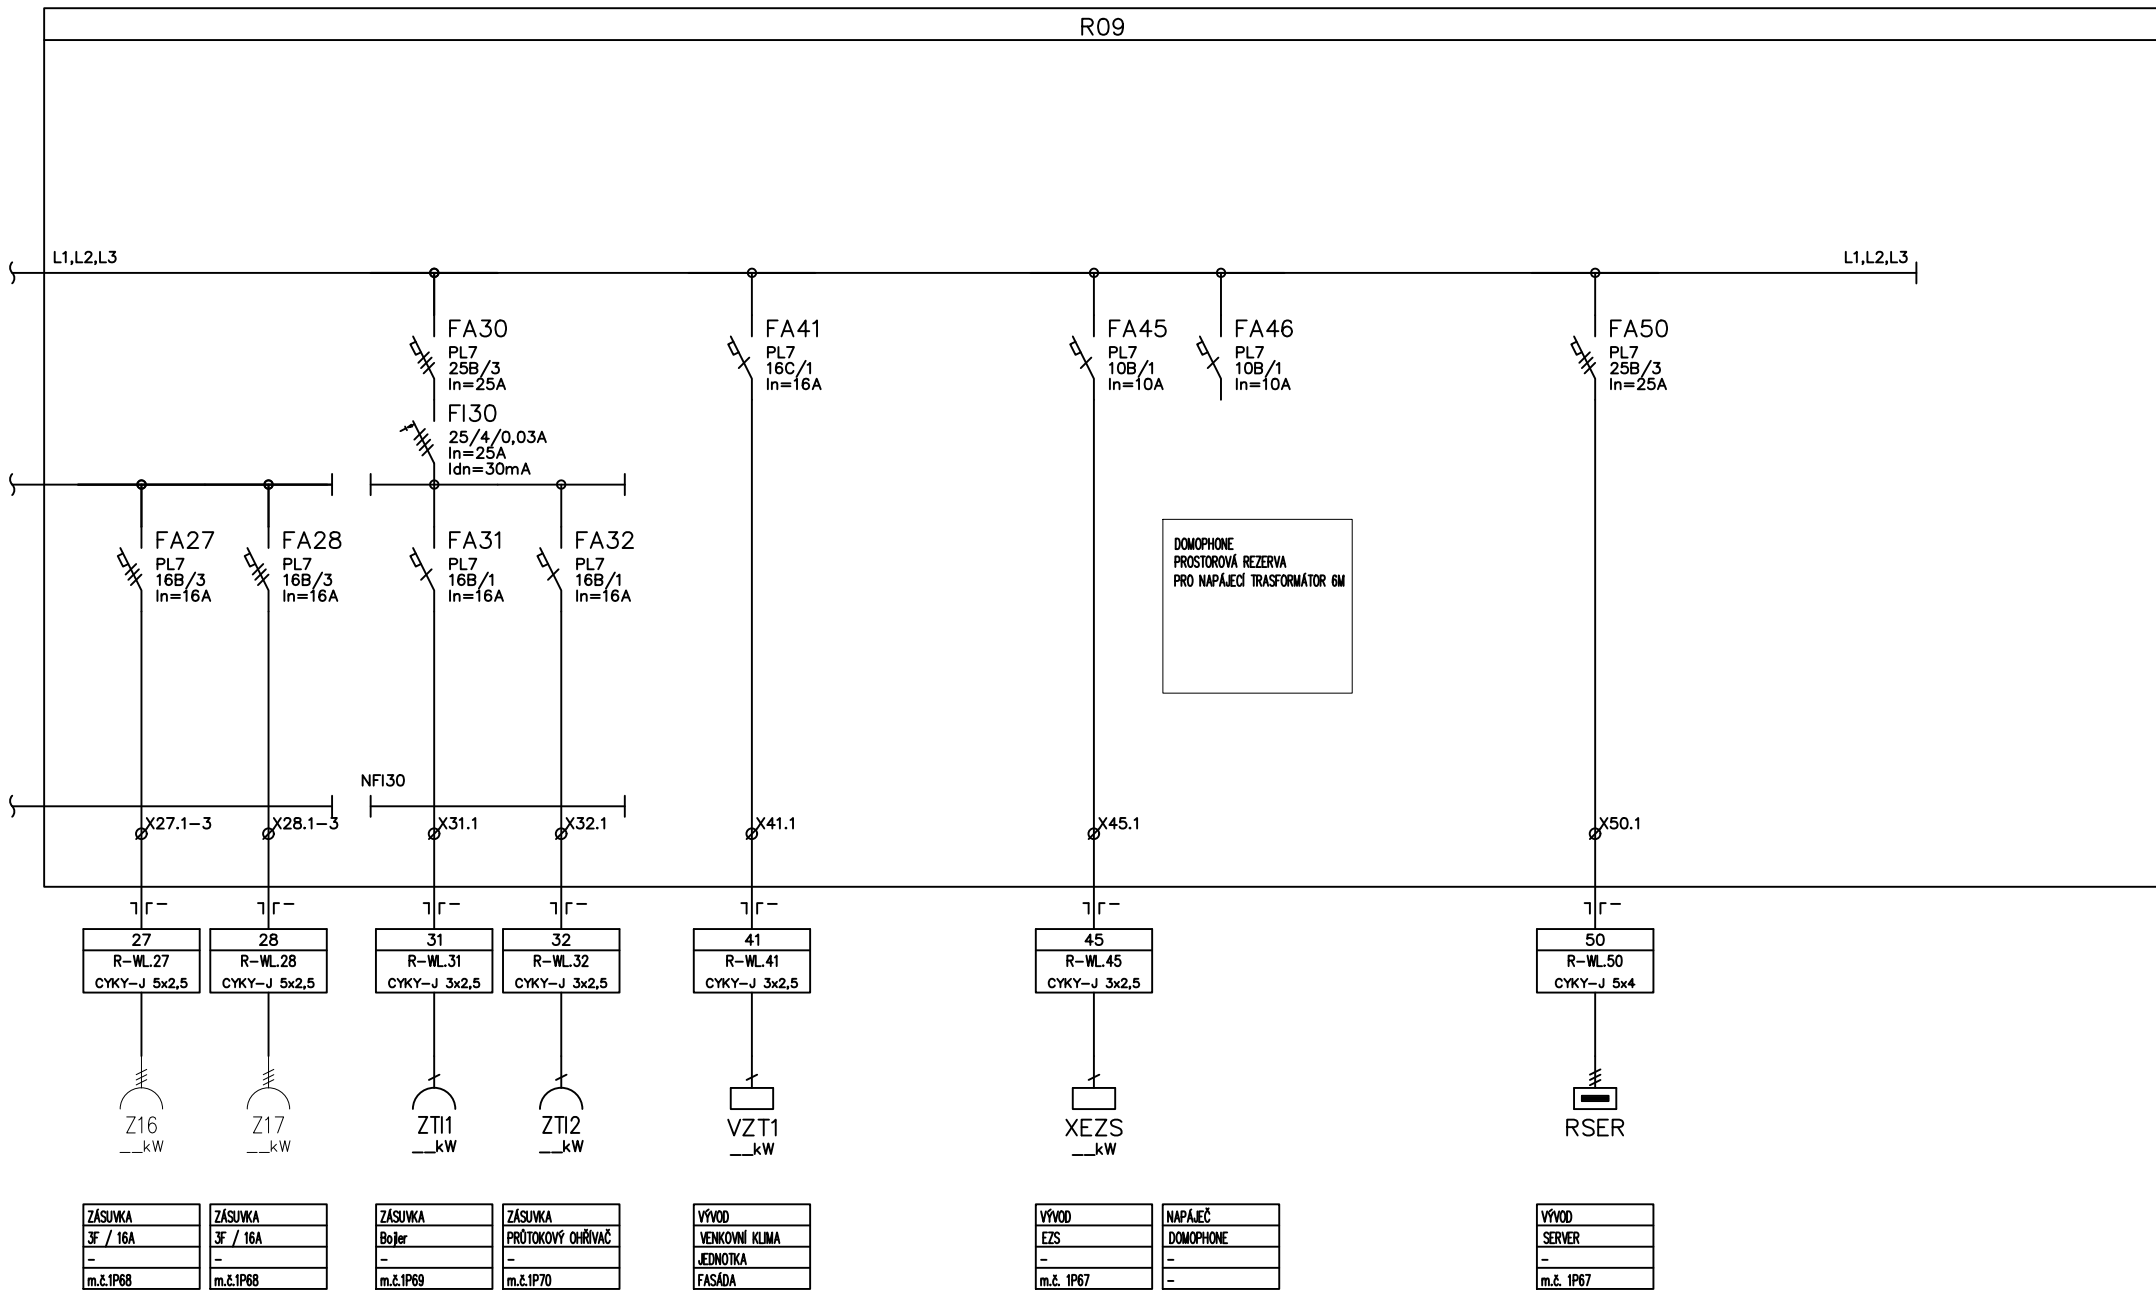 R09
L1,L2,L3
L1,L2,L3
FA30
PL7
25B/3
In=25A
FA41
PL7
16C/1
In=16A
FA45
PL7
10B/1
In=10A
FA46
PL7
10B/1
In=10A
FA50
PL7
25B/3
In=25A
FI30
25/4/0,03A
In=25A
Idn=30mA
FA27
PL7
16B/3
In=16A
FA28
PL7
16B/3
In=16A
FA31
PL7
16B/1
In=16A
FA32
PL7
16B/1
In=16A
DOMOPHONE
PROSTOROVÁ REZERVA
PRO NAPÁJECÍ TRASFORMÁTOR 6M
NFI30
X27.1-3
X28.1-3
X31.1
X32.1
X41.1
X45.1
X50.1
27
R-WL.27
CYKY-J 5x2,5
28
R-WL.28
CYKY-J 5x2,5
31
R-WL.31
CYKY-J 3x2,5
32
R-WL.32
CYKY-J 3x2,5
41
R-WL.41
CYKY-J 3x2,5
45
R-WL.45
CYKY-J 3x2,5
50
R-WL.50
CYKY-J 5x4
Z16
__kW
Z17
__kW
ZTI1
__kW
ZTI2
__kW
VZT1
__kW
XEZS
__kW
RSER
ZÁSUVKA
3F / 16A
-
m.č.1P68
ZÁSUVKA
3F / 16A
-
m.č.1P68
ZÁSUVKA
Bojler
-
m.č.1P69
ZÁSUVKA
PRŮTOKOVÝ OHŘÍVAČ
-
m.č.1P70
VÝVOD
VENKOVNÍ KLIMA
JEDNOTKA
FASÁDA
VÝVOD
EZS
-
m.č. 1P67
NAPÁJEČ
DOMOPHONE
-
-
VÝVOD
SERVER
-
m.č. 1P67